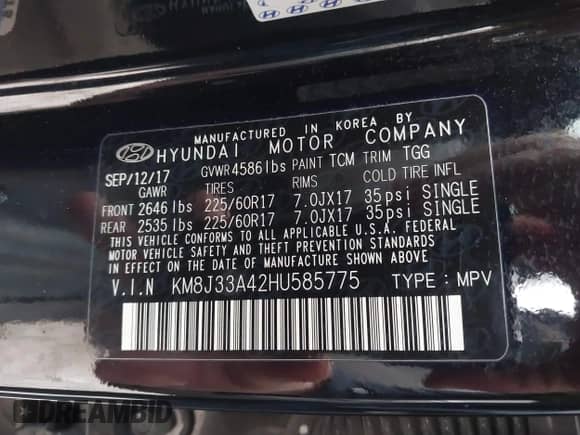 MANUFACTURED IN KOREA BY
HYUNDAI MOTOR COMPANY
SEP/12/17 GVWR 4586 lbs PAINT TCM TRIM TGG
GAWR TIRES RIMS COLD TIRE INFL
FRONT 2646 lbs 225/60R17 7.0JX17 35psi SINGLE
REAR 2535 lbs 225/60R17 7.0JX17 35psi SINGLE
THIS VEHICLE CONFORMS TO ALL APPLICABLE U.S.A. FEDERAL
MOTOR VEHICLE SAFETY AND THEFT PREVENTION STANDARDS
IN EFFECT ON THE DATE OF MANUFACTURE SHOWN ABOVE.
V.I.N KM8J33A42HU585775 TYPE : MPV
DREAMBID